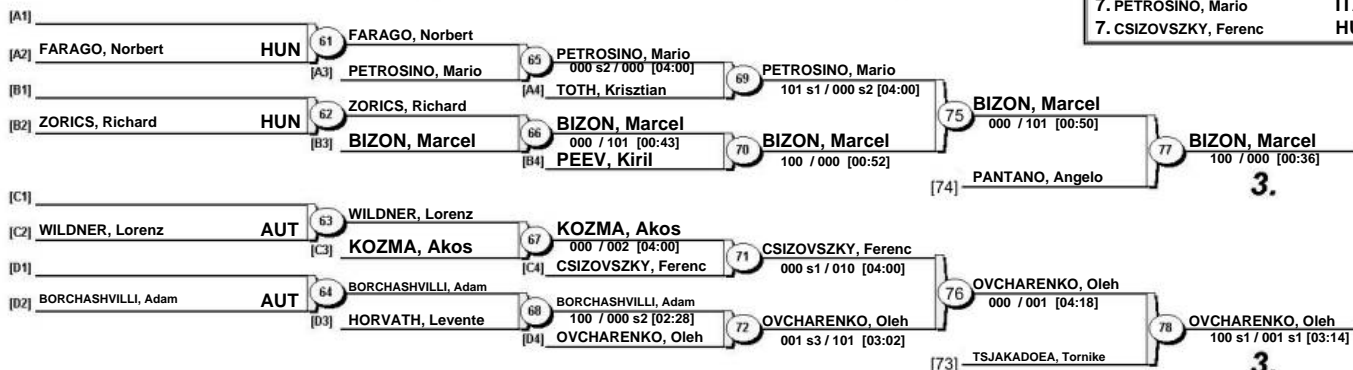 7. PETROSINO, Mario
7. CSIZOVSZKY, Ferenc
[A1]
[A2] FARAGO, Norbert HUN
61
FARAGO, Norbert
[A3] PETROSINO, Mario
65
PETROSINO, Mario
000 s2 / 000 [04:00]
[A4] TOTH, Krisztian
69
PETROSINO, Mario
101 s1 / 000 s2 [04:00]
[B1]
[B2] ZORICS, Richard HUN
62
ZORICS, Richard
[B3] BIZON, Marcel
66
BIZON, Marcel
000 / 101 [00:43]
[B4] PEEV, Kiril
70
BIZON, Marcel
100 / 000 [00:52]
75
BIZON, Marcel
000 / 101 [00:50]
[74] PANTANO, Angelo
77
BIZON, Marcel
100 / 000 [00:36]
3.
[C1]
[C2] WILDNER, Lorenz AUT
63
WILDNER, Lorenz
[C3] KOZMA, Akos
67
KOZMA, Akos
000 / 002 [04:00]
[C4] CSIZOVSZKY, Ferenc
71
CSIZOVSZKY, Ferenc
000 s1 / 010 [04:00]
[D1]
[D2] BORCHASHVILLI, Adam AUT
64
BORCHASHVILLI, Adam
[D3] HORVATH, Levente
68
BORCHASHVILLI, Adam
100 / 000 s2 [02:28]
[D4] OVCHARENKO, Oleh
72
OVCHARENKO, Oleh
001 s3 / 101 [03:02]
76
OVCHARENKO, Oleh
000 / 001 [04:18]
[73] TSJAKADOEA, Tornike
78
OVCHARENKO, Oleh
100 s1 / 001 s1 [03:14]
3.